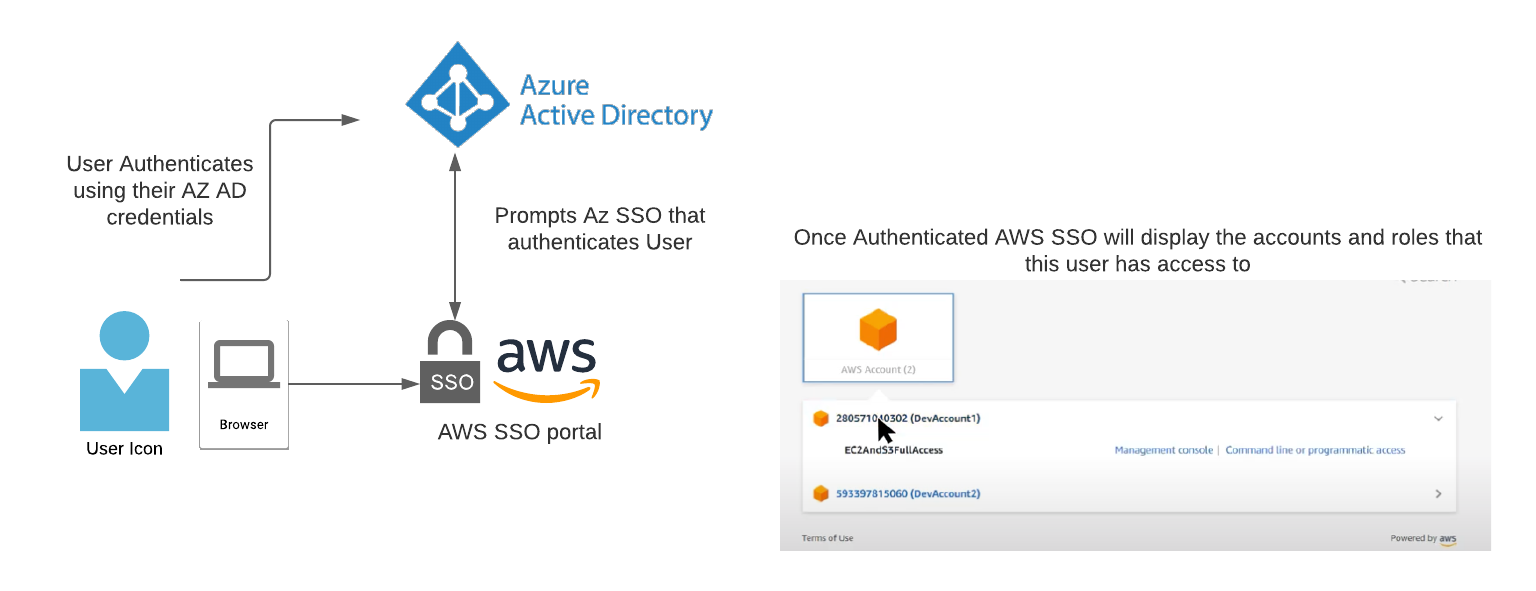 Azure
Active Directory
User Authenticates
using their AZ AD
credentials
Prompts Az SSO that
authenticates User
SSO
aws
AWS SSO portal
Browser
User Icon
Once Authenticated AWS SSO will display the accounts and roles that
this user has access to
AWS Account (2)
(DevAccount1)
EC2AndS3FullAccess
Management console | Command line or programmatic access
593397815060 (DevAccount2)
Terms of Use
Powered by aws